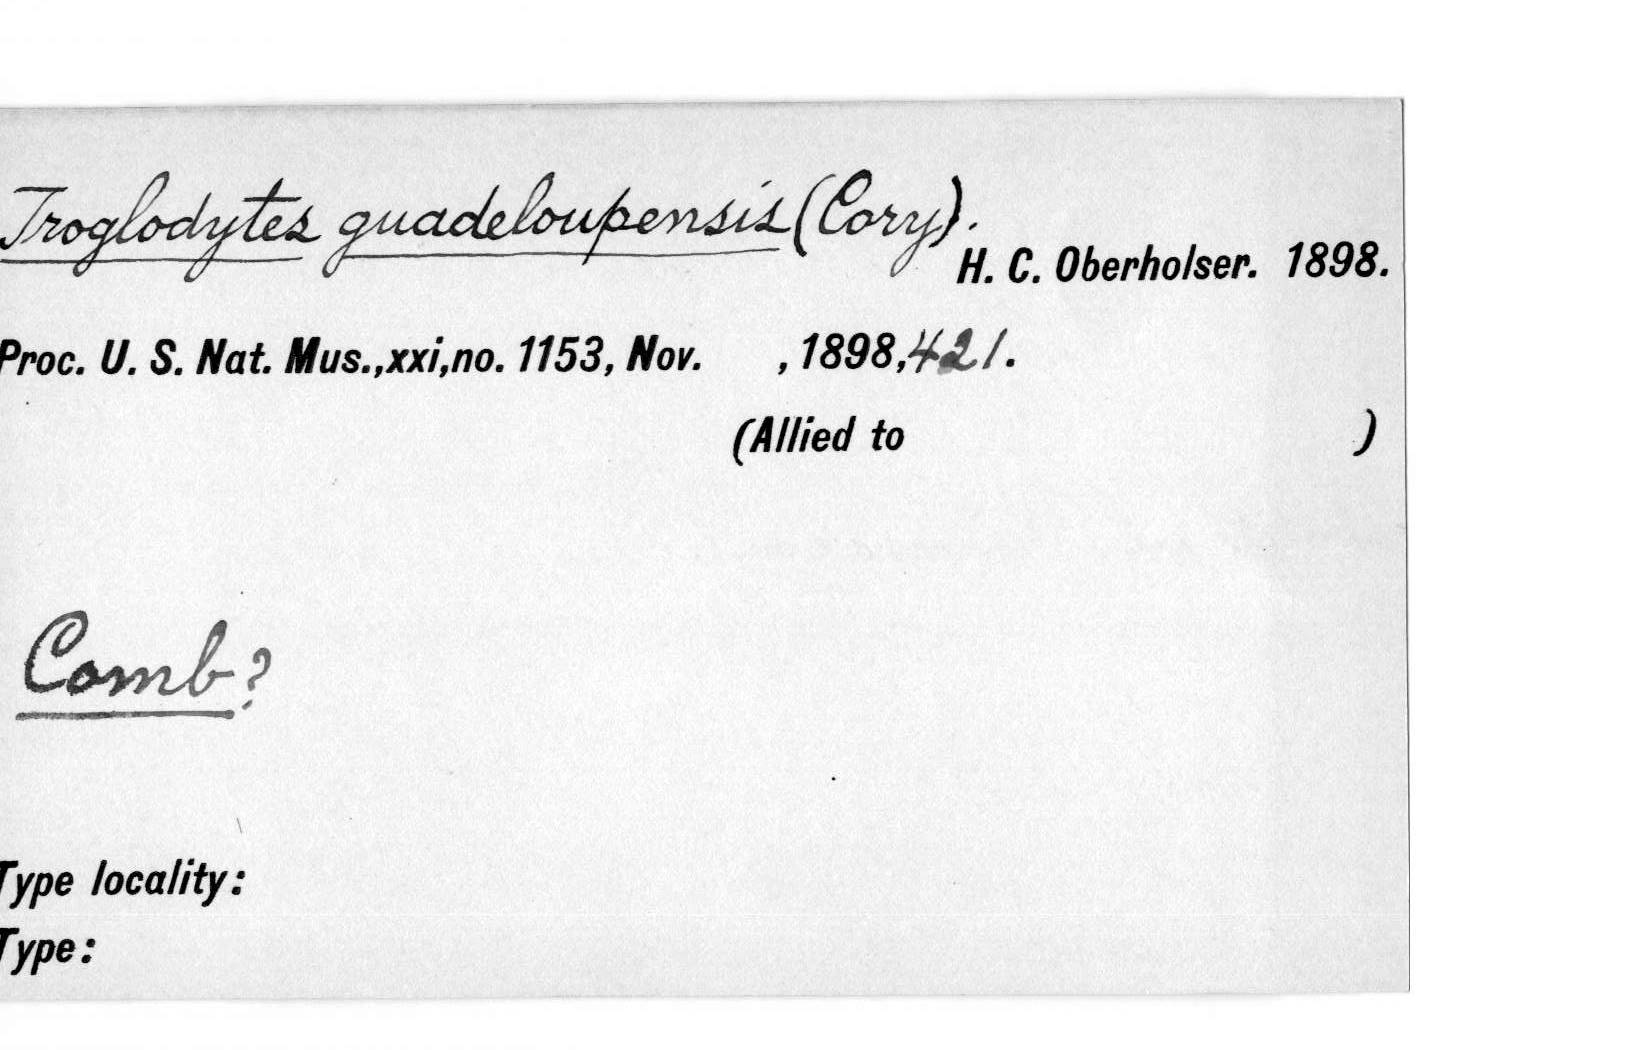 Troglodytes guadeloupensis (Cory).
H. C. Oberholser. 1898.
Proc. U. S. Nat. Mus.,xxi,no. 1153, Nov. , 1898,421.
(Allied to )
Comb?
Type locality:
Type: